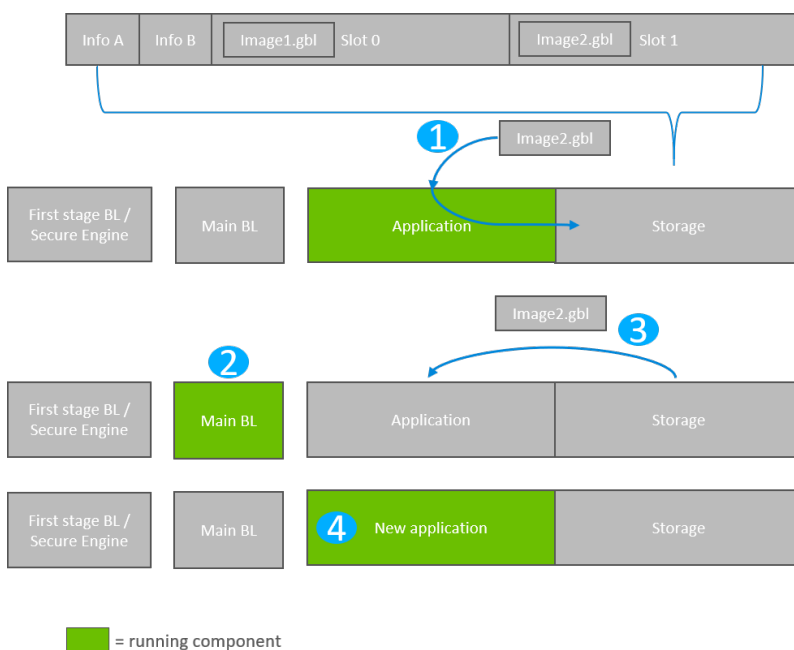 Info A
Info B
Image1.gbl
Slot 0
Image2.gbl
Slot 1
1
Image2.gbl
First stage BL /
Secure Engine
Main BL
Application
Storage
Image2.gbl
3
2
First stage BL /
Secure Engine
Main BL
Application
Storage
First stage BL /
Secure Engine
Main BL
4
New application
Storage
= running component